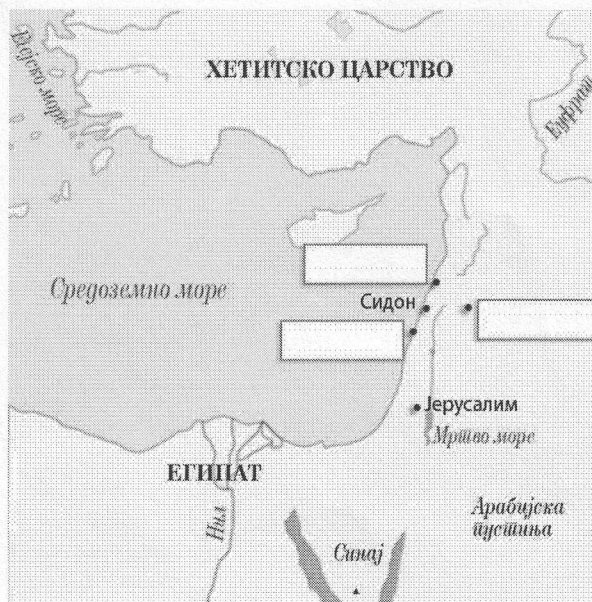 Егејско море
ХЕТИТСКО ЦАРСТВО
Еуфрат
Средоземно море
Сидон
Јерусалим
Мртво море
ЕГИПАТ
Нил
Синај
Арабијска
пустиња